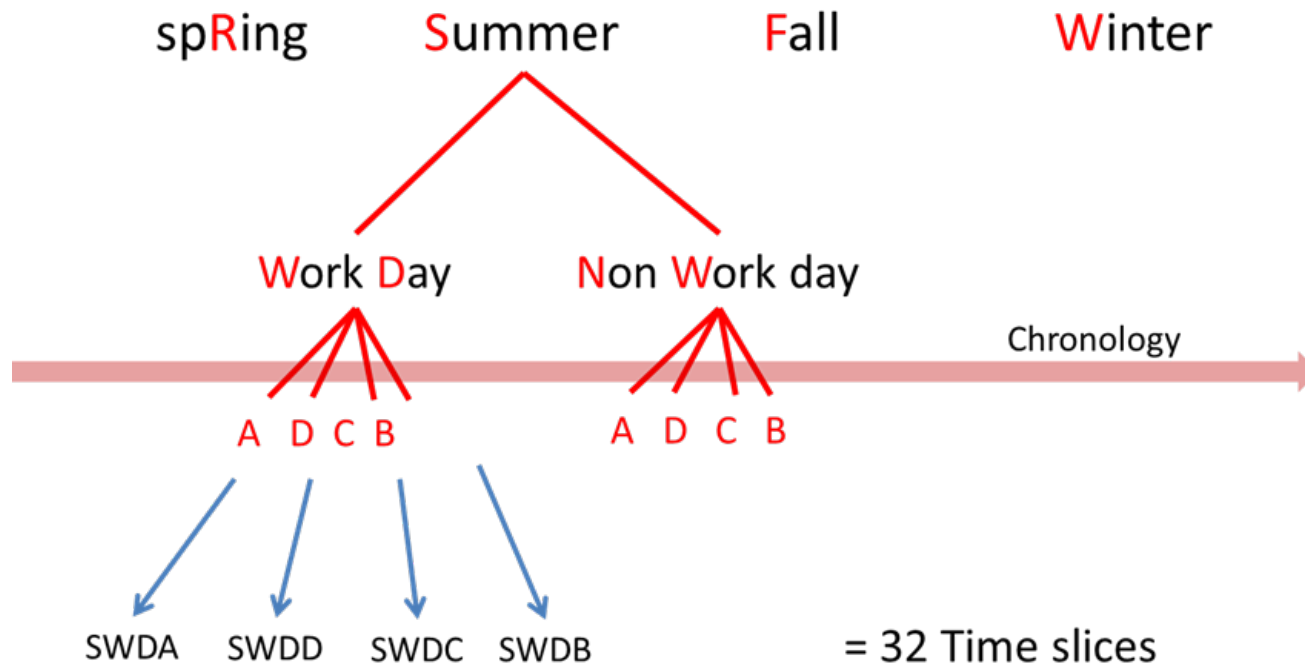 spRing Summer Fall Winter
Work Day Non Work day
Chronology
A D C B A D C B
SWDA SWDD SWDC SWDB = 32 Time slices